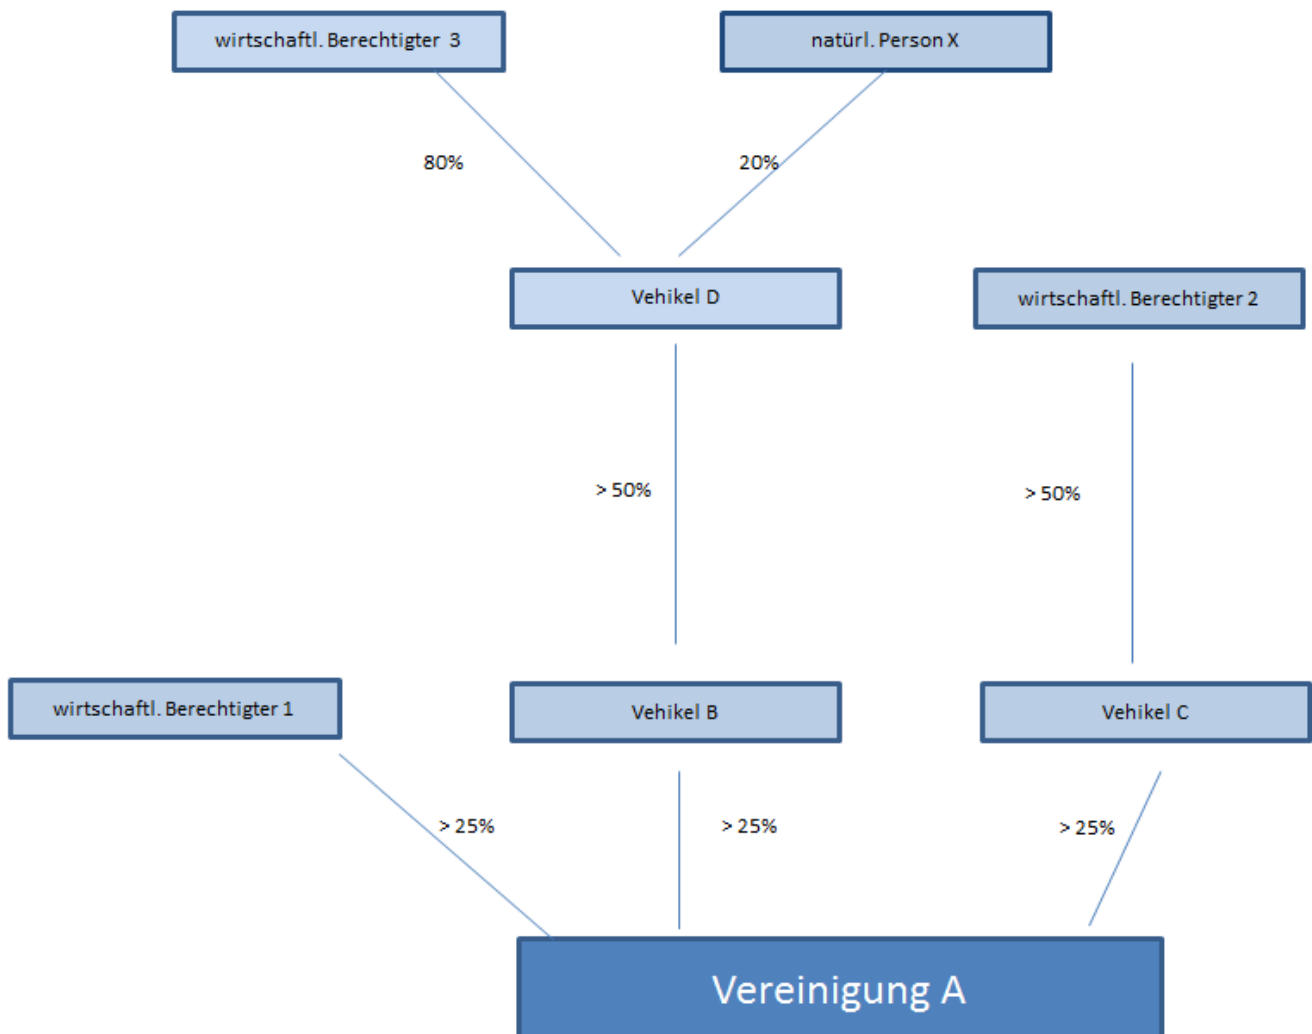 wirtschaftl. Berechtigter 3
natürl. Person X
80%
20%
Vehikel D
wirtschaftl. Berechtigter 2
> 50%
> 50%
wirtschaftl. Berechtigter 1
Vehikel B
Vehikel C
> 25%
> 25%
> 25%
Vereinigung A